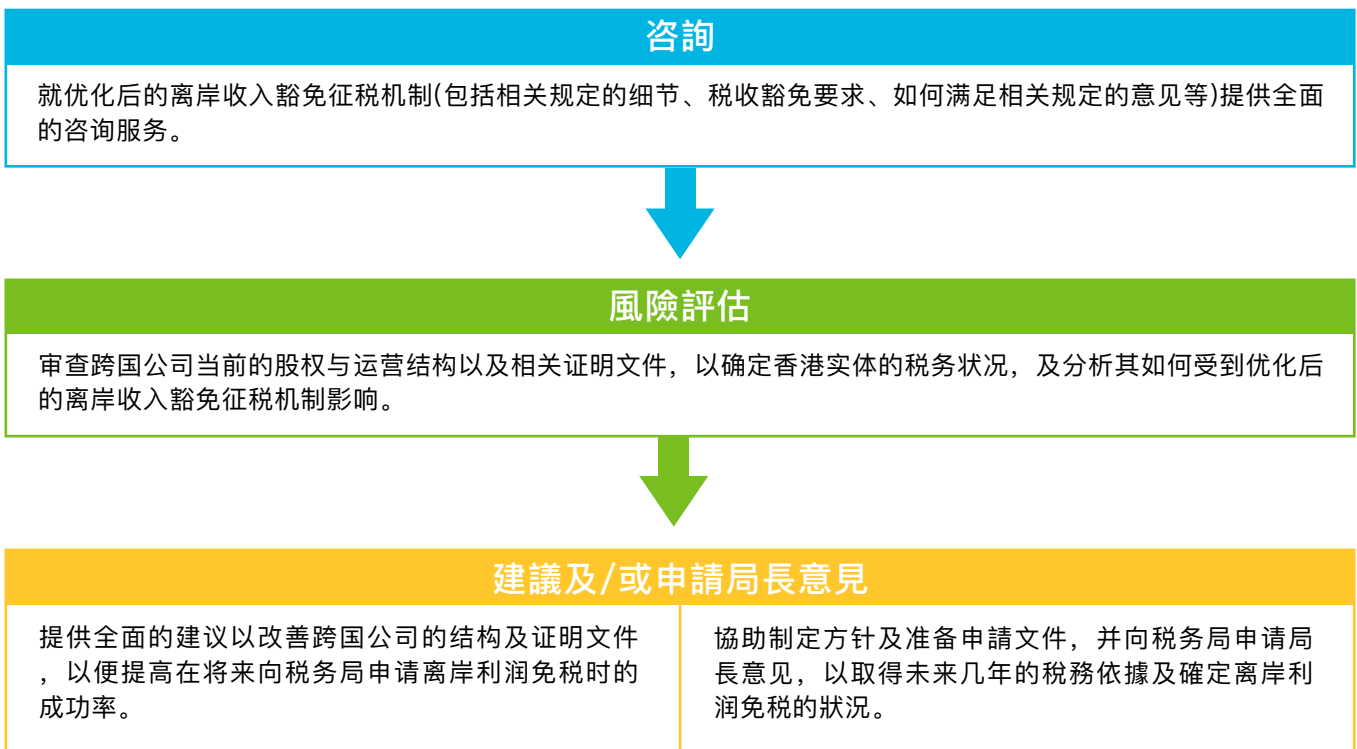 咨詢
就优化后的离岸收入豁免征税机制(包括相关规定的细节、税收豁免要求、如何满足相关规定的意见等)提供全面
的咨询服务。
風險評估
审查跨国公司当前的股权与运营结构以及相关证明文件，以确定香港实体的税务状况，及分析其如何受到优化后
的离岸收入豁免征税机制影响。
建議及/或申請局長意見
提供全面的建议以改善跨国公司的结构及证明文件
，以便提高在将来向税务局申请离岸利润免税时的
成功率。
協助制定方针及准备申請文件，并向税务局申请局
長意见，以取得未来几年的稅務依據及確定离岸利
润免税的狀况。